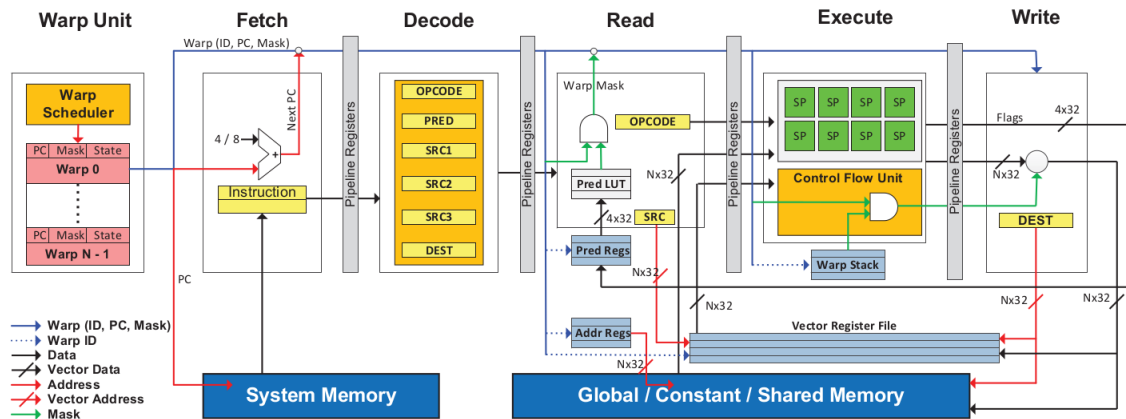 Warp Unit
Fetch
Decode
Read
Execute
Write
Warp (ID, PC, Mask)
Warp
Scheduler
PC Mask State
Warp 0
PC Mask State
Warp N - 1
PC
4 / 8
+
Next PC
Instruction
Pipeline Registers
OPCODE
PRED
SRC1
SRC2
SRC3
DEST
Pipeline Registers
Warp Mask
OPCODE
Pred LUT
4x32
SRC
Pred Regs
Addr Regs
Nx32
Nx32
Nx32
Nx32
Pipeline Registers
SP SP SP SP
SP SP SP SP
Control Flow Unit
Warp Stack
Pipeline Registers
Flags
4x32
Nx32
DEST
Nx32
Nx32
Vector Register File
System Memory
Global / Constant / Shared Memory
Warp (ID, PC, Mask)
Warp ID
Data
Vector Data
Address
Vector Address
Mask